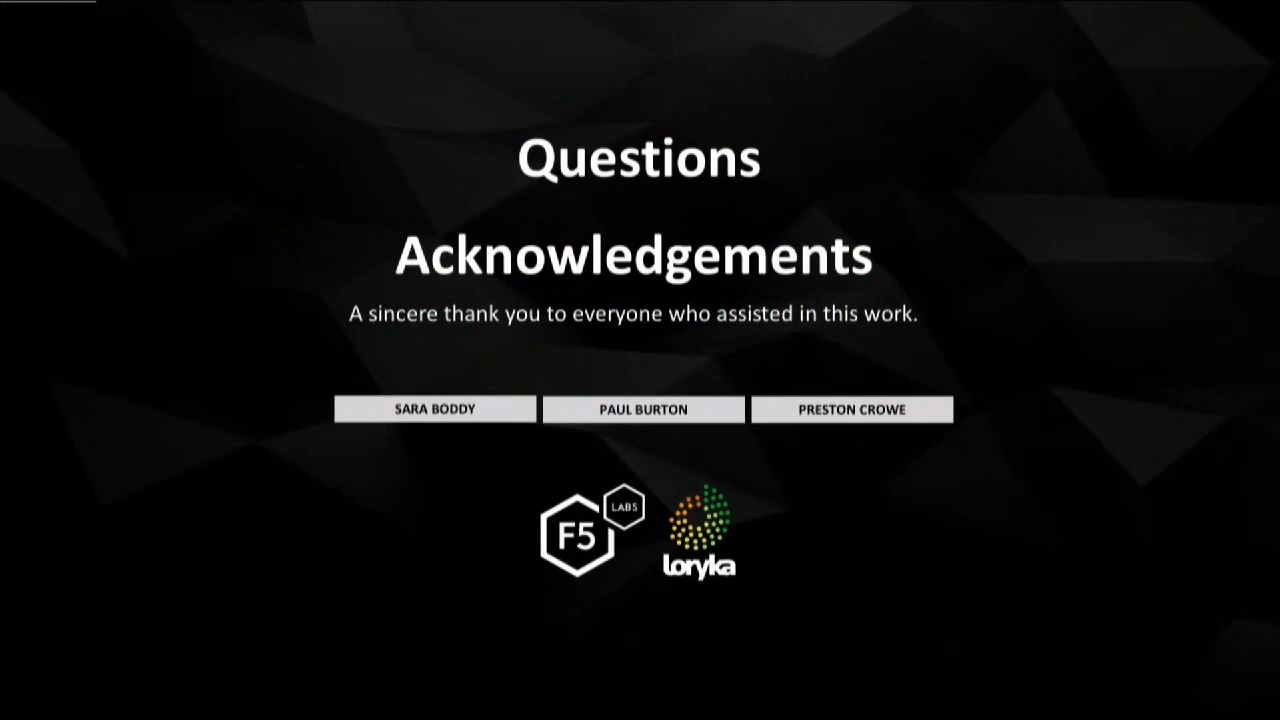 Questions
Acknowledgements
A sincere thank you to everyone who assisted in this work.
SARA BODDY PAUL BURTON PRESTON CROWE
F5 LABS
loryka